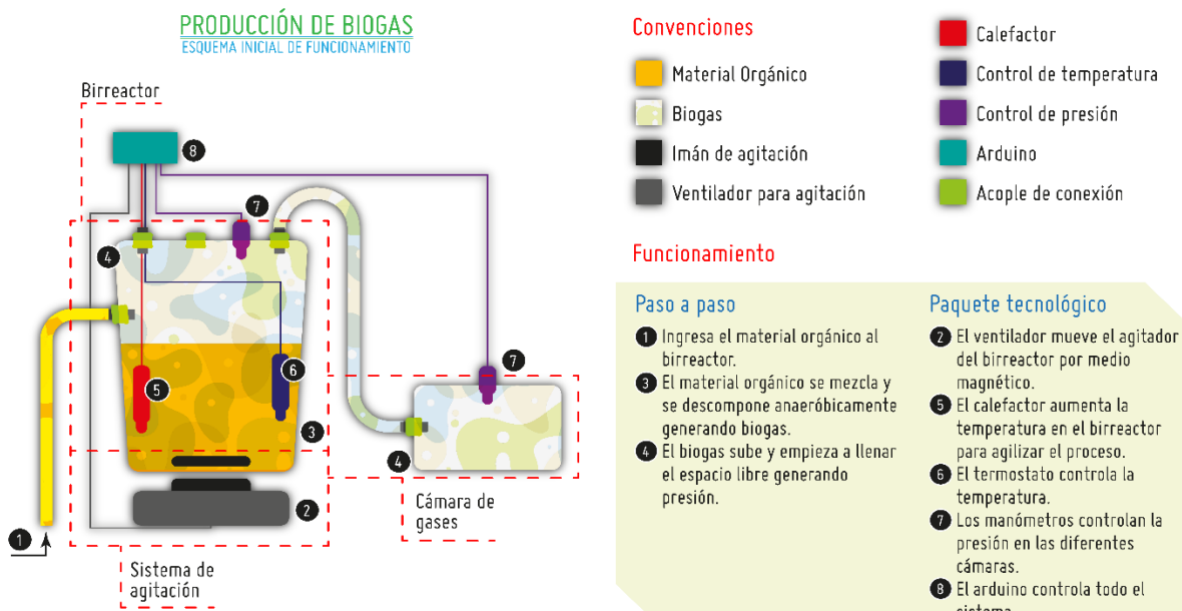 PRODUCCIÓN DE BIOGAS
ESQUEMA INICIAL DE FUNCIONAMIENTO
Birreactor
8
7
4
6
5
3
7
4
2
1
Cámara de
gases
Sistema de
agitación
Convenciones
Material Orgánico
Biogas
Imán de agitación
Ventilador para agitación
Calefactor
Control de temperatura
Control de presión
Arduino
Acople de conexión
Funcionamiento
Paso a paso
1 Ingresa el material orgánico al
birreactor.
3 El material orgánico se mezcla y
se descompone anaeróbicamente
generando biogas.
4 El biogas sube y empieza a llenar
el espacio libre generando
presión.
Paquete tecnológico
2 El ventilador mueve el agitador
del birreactor por medio
magnético.
5 El calefactor aumenta la
temperatura en el birreactor
para agilizar el proceso.
6 El termostato controla la
temperatura.
7 Los manómetros controlan la
presión en las diferentes
cámaras.
8 El arduino controla todo el